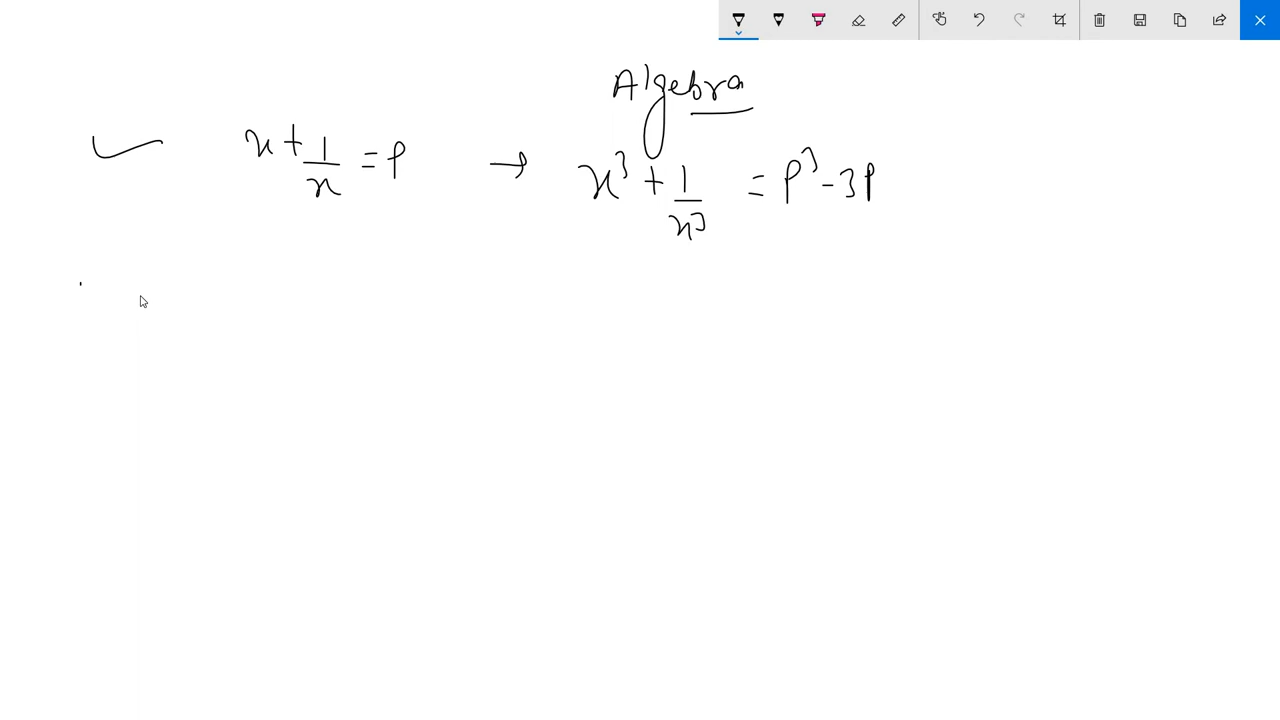 Algebra
x + 1/x = P → x³ + 1/x³ = P³ - 3P